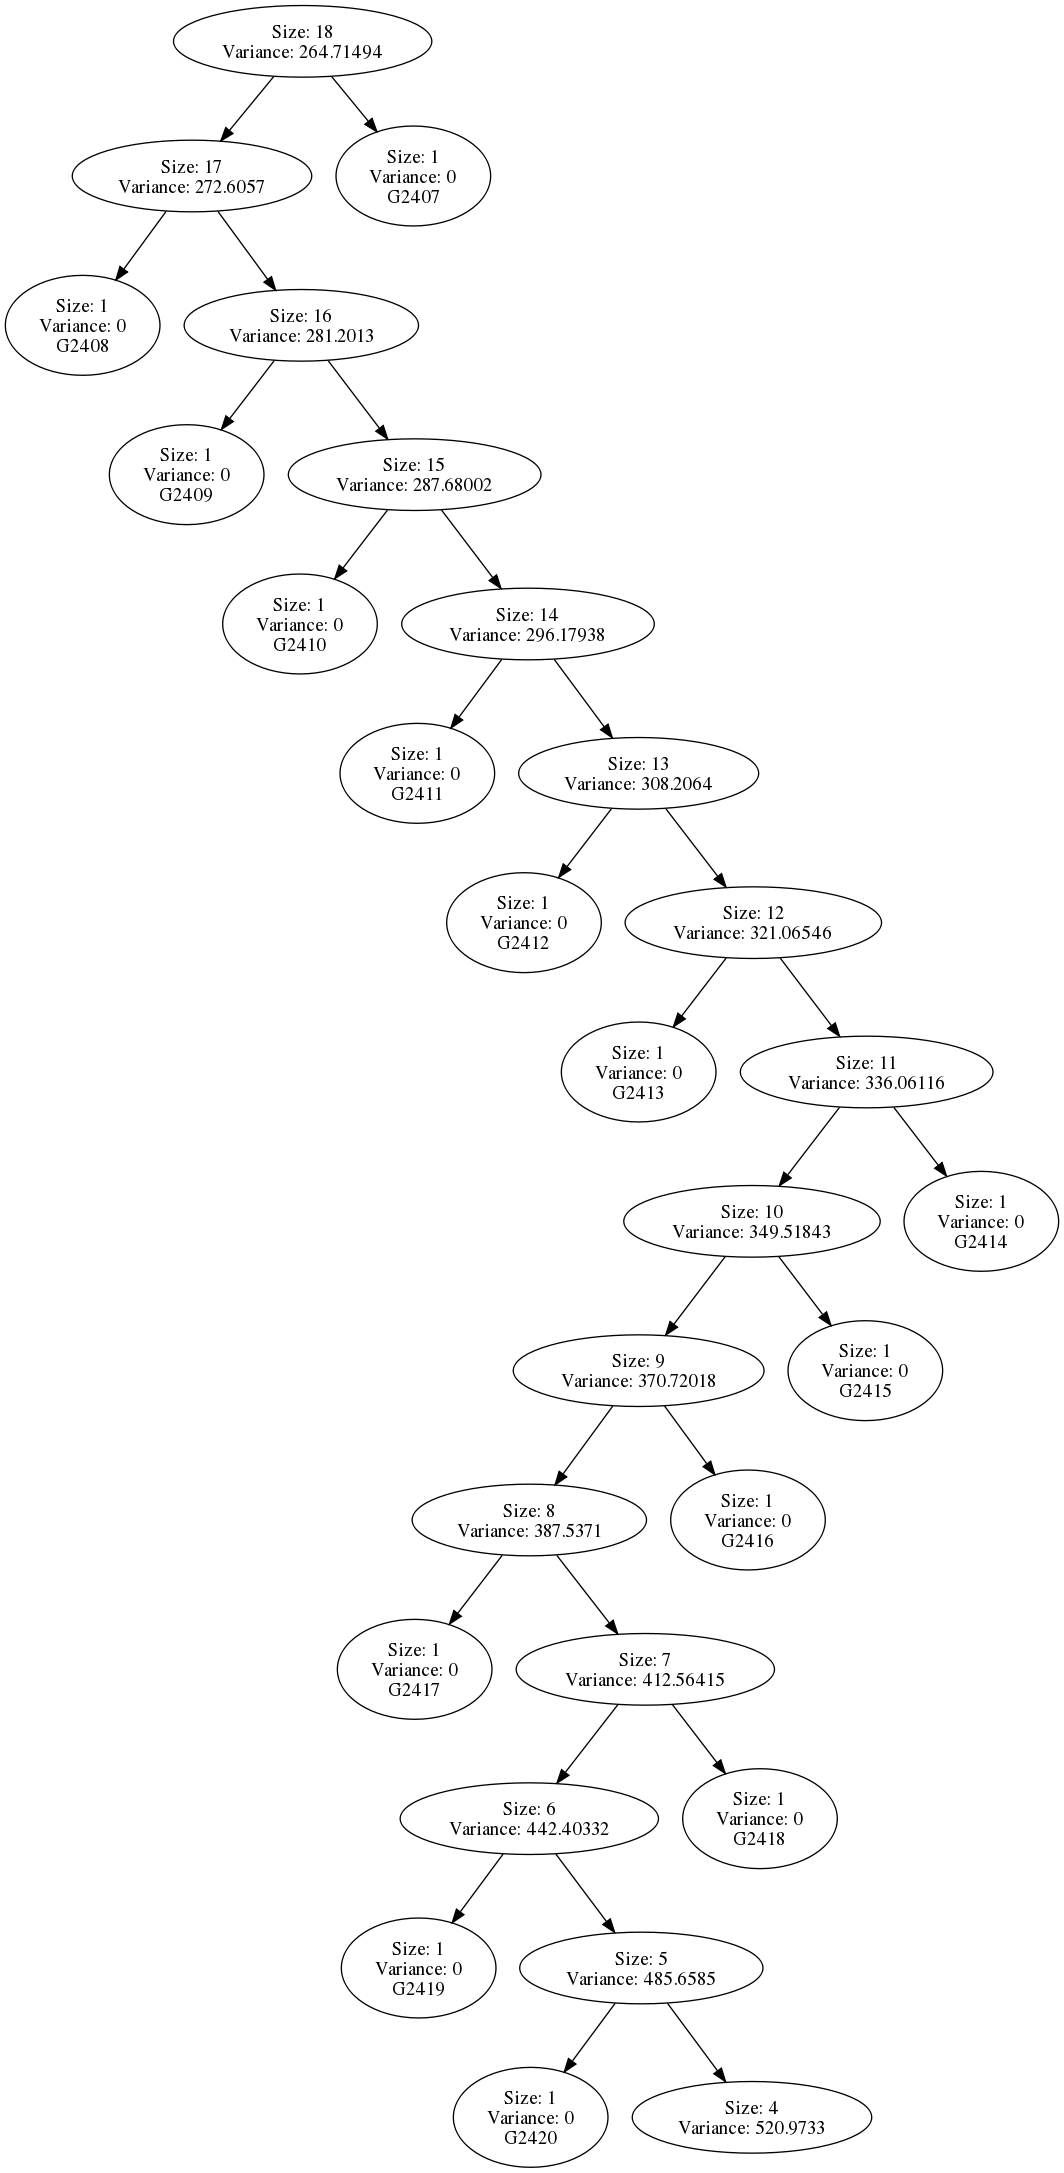 Size: 18
Variance: 264.71494
Size: 17
Variance: 272.6057
Size: 1
Variance: 0
G2407
Size: 1
Variance: 0
G2408
Size: 16
Variance: 281.2013
Size: 1
Variance: 0
G2409
Size: 15
Variance: 287.68002
Size: 1
Variance: 0
G2410
Size: 14
Variance: 296.17938
Size: 1
Variance: 0
G2411
Size: 13
Variance: 308.2064
Size: 1
Variance: 0
G2412
Size: 12
Variance: 321.06546
Size: 1
Variance: 0
G2413
Size: 11
Variance: 336.06116
Size: 10
Variance: 349.51843
Size: 1
Variance: 0
G2414
Size: 9
Variance: 370.72018
Size: 1
Variance: 0
G2415
Size: 8
Variance: 387.5371
Size: 1
Variance: 0
G2416
Size: 1
Variance: 0
G2417
Size: 7
Variance: 412.56415
Size: 6
Variance: 442.40332
Size: 1
Variance: 0
G2418
Size: 1
Variance: 0
G2419
Size: 5
Variance: 485.6585
Size: 1
Variance: 0
G2420
Size: 4
Variance: 520.9733